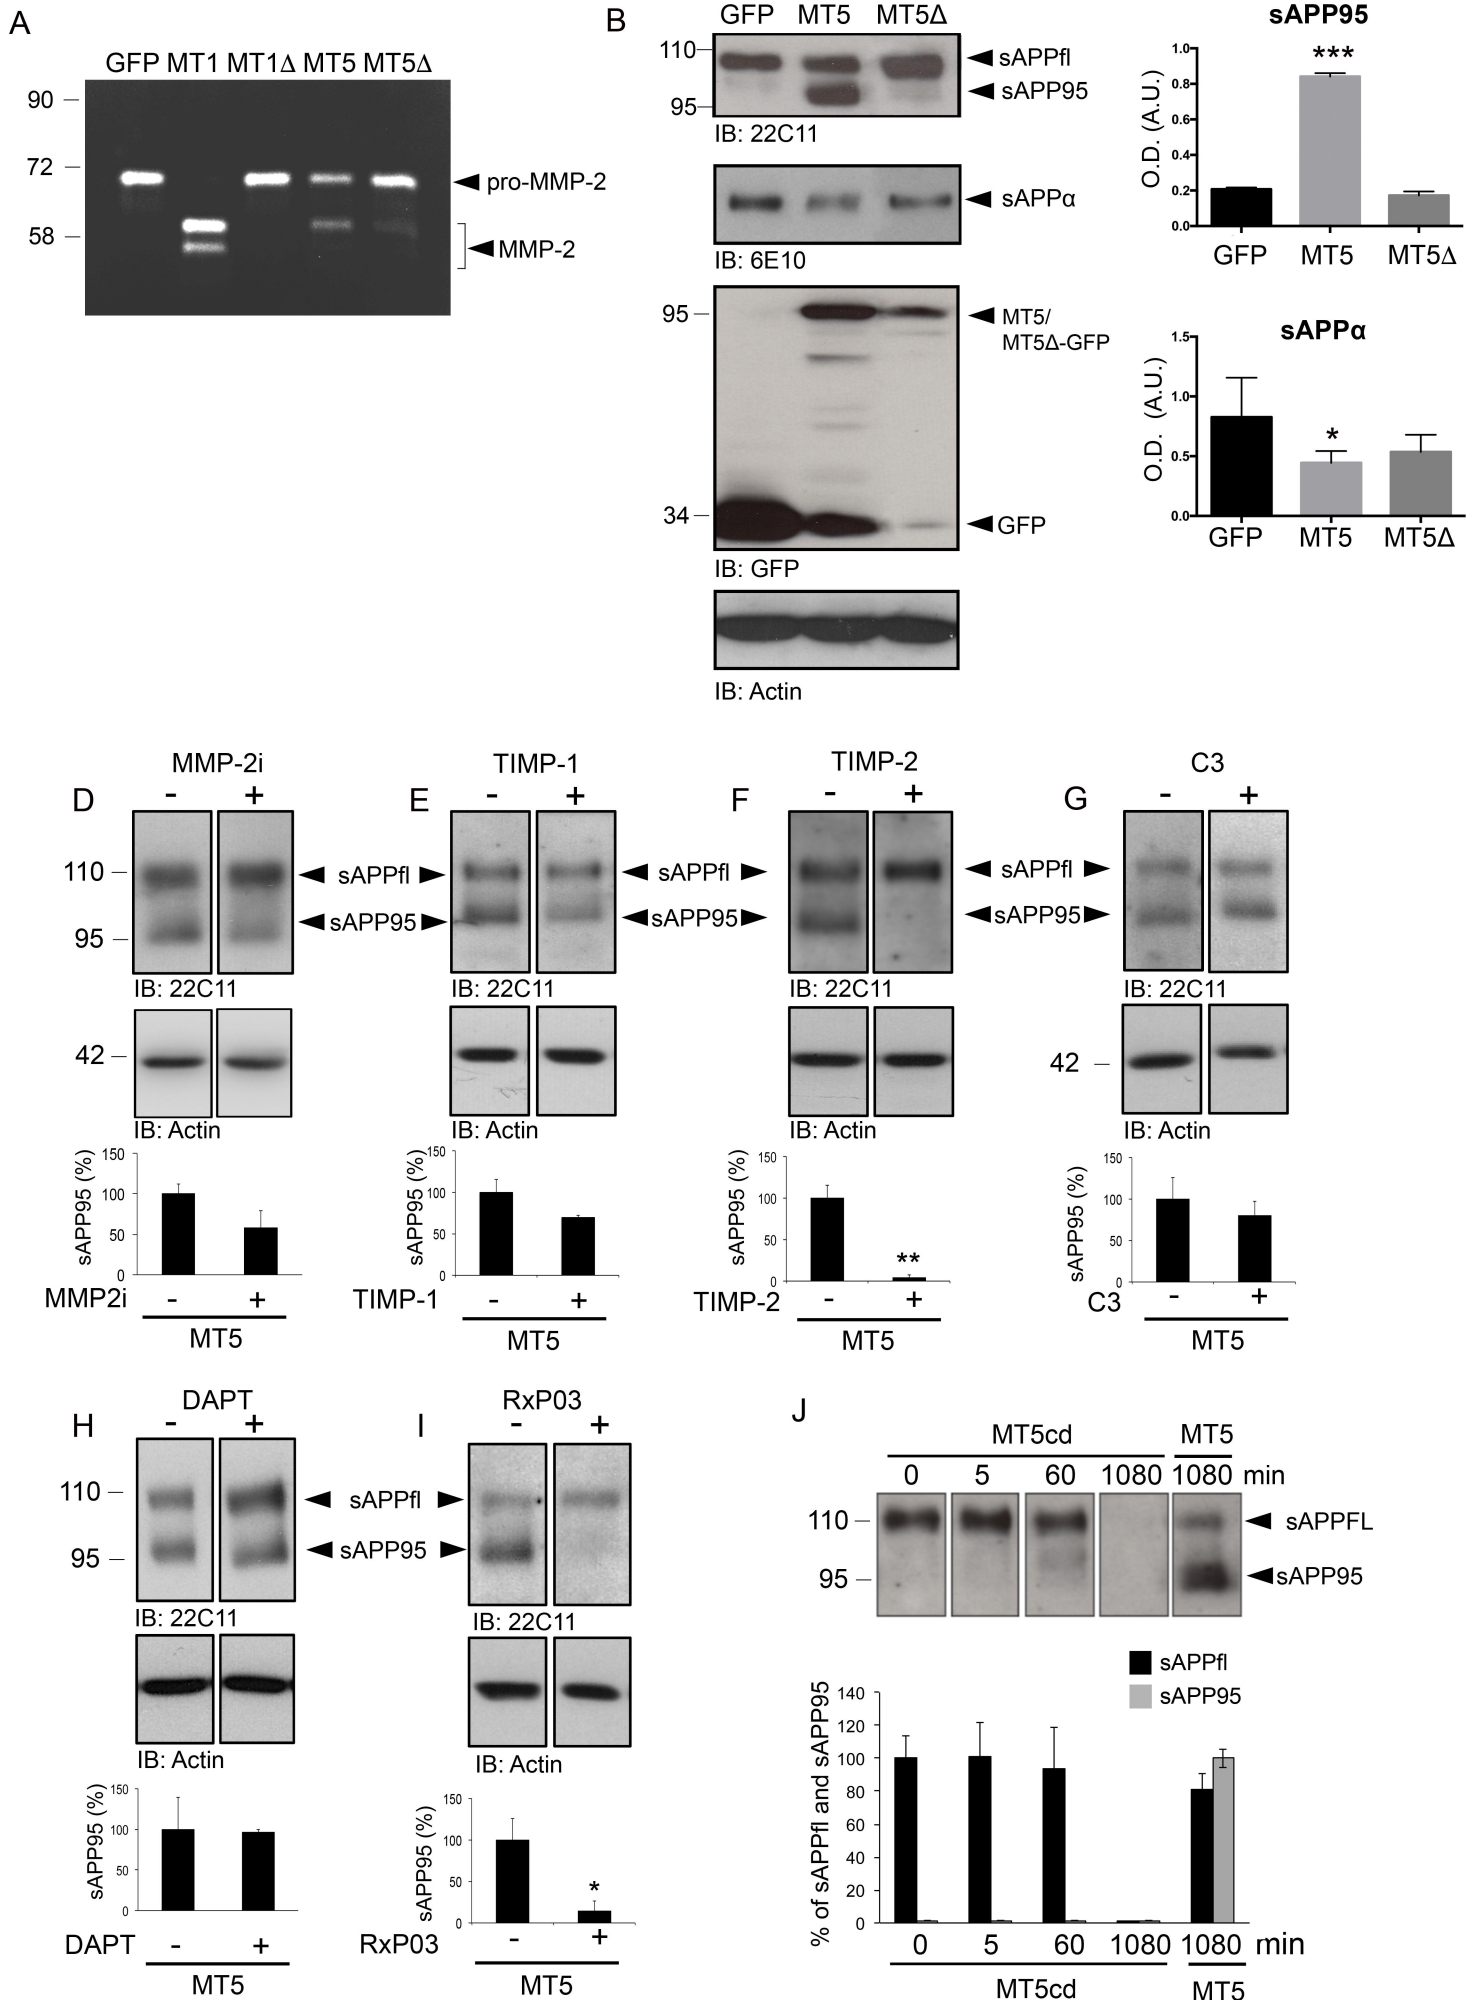 A
GFP MT1 MT1Δ MT5 MT5Δ
90
72
58
pro-MMP-2
MMP-2
B
GFP MT5 MT5Δ
110
95
sAPPfl
sAPP95
IB: 22C11
sAPPα
IB: 6E10
95
34
MT5/
MT5Δ-GFP
GFP
IB: GFP
IB: Actin
sAPP95
O.D. (A.U.)
1.0
0.8
0.6
0.4
0.2
0.0
***
GFP MT5 MT5Δ
sAPPα
O.D. (A.U.)
1.5
1.0
0.5
0.0
*
GFP MT5 MT5Δ
D
MMP-2i
- +
110
95
sAPPfl
sAPP95
IB: 22C11
42
IB: Actin
sAPP95 (%)
150
100
50
0
MMP2i - +
MT5
E
TIMP-1
- +
sAPPfl
sAPP95
IB: 22C11
IB: Actin
sAPP95 (%)
150
100
50
0
TIMP-1 - +
MT5
F
TIMP-2
- +
sAPPfl
sAPP95
IB: 22C11
IB: Actin
sAPP95 (%)
150
100
50
0
**
TIMP-2 - +
MT5
G
C3
- +
IB: 22C11
42
IB: Actin
sAPP95 (%)
150
100
50
0
C3 - +
MT5
H
DAPT
- +
110
95
sAPPfl
sAPP95
IB: 22C11
IB: Actin
sAPP95 (%)
150
100
50
0
DAPT - +
MT5
I
RxP03
- +
IB: 22C11
IB: Actin
sAPP95 (%)
150
100
50
0
*
RxP03 - +
MT5
J
MT5cd MT5
0 5 60 1080 1080 min
110
95
sAPPFL
sAPP95
sAPPfl
sAPP95
% of sAPPfl and sAPP95
140
120
100
80
60
40
20
0
0 5 60 1080 1080 min
MT5cd MT5